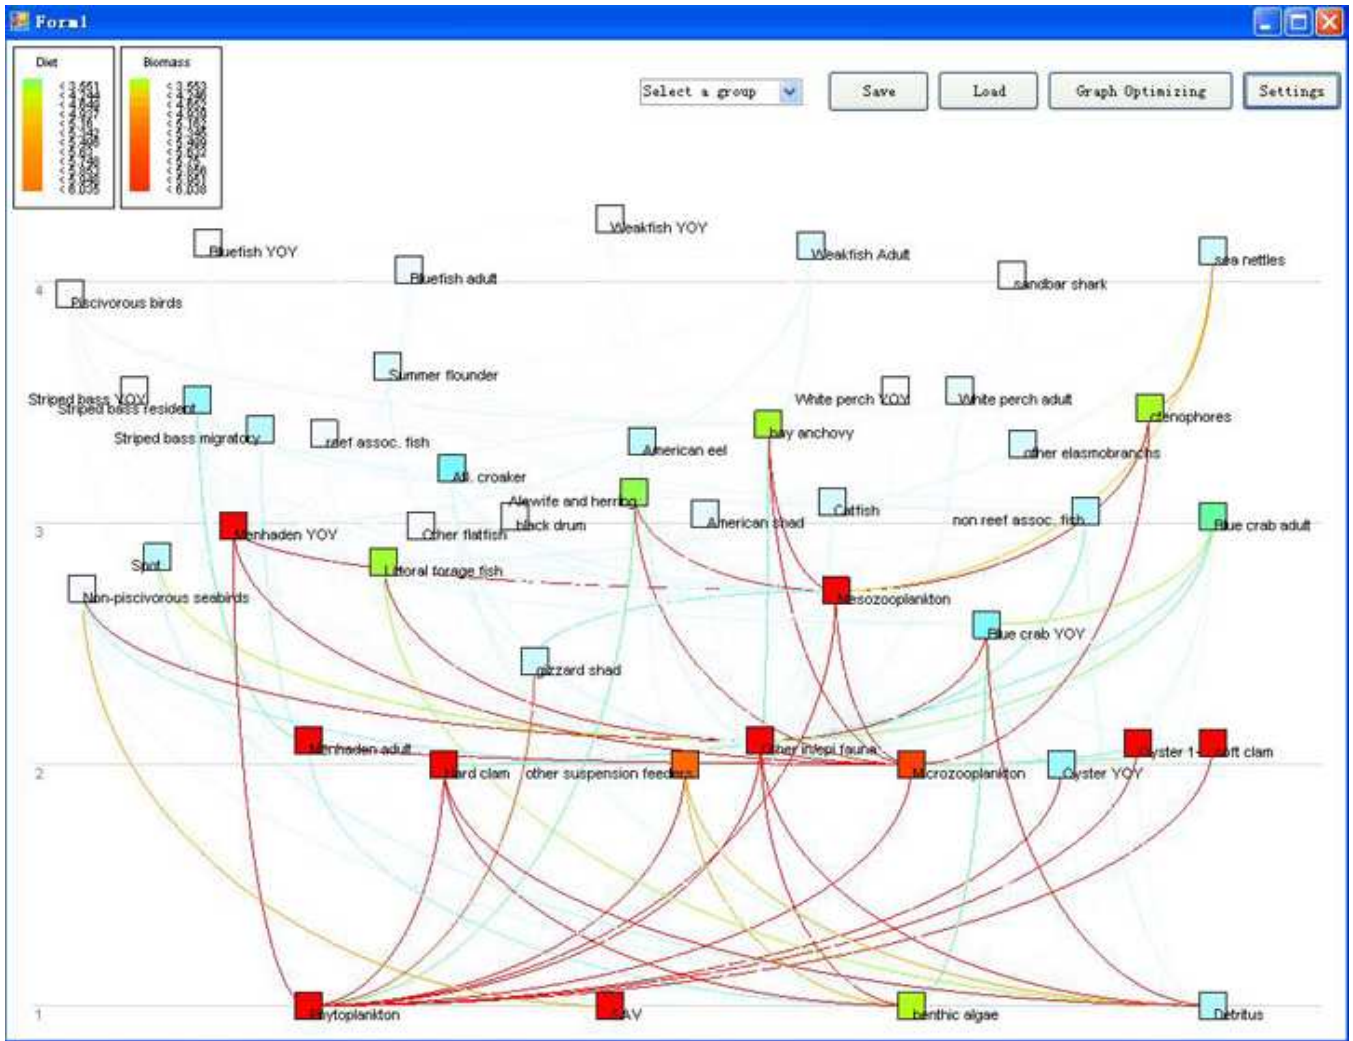 Form1
Diet
Biomass
Select a group
Save
Load
Graph Optimizing
Settings
Weakfish YOY
Bluefish YOY
Weakfish Adult
sea nettles
Bluefish adult
sandbar shark
4
Piscivorous birds
Summer flounder
Striped bass YOY
White perch YOY
White perch adult
Striped bass resident
ctenophores
Striped bass migratory
reef assoc. fish
American eel
bay anchovy
other elasmobranchs
Atl. croaker
Alewife and herring
black drum
American shad
Catfish
non reef assoc. fish
Blue crab adult
3
Menhaden YOY
Other flatfish
Spot
Littoral forage fish
Non-piscivorous seabirds
Mesozooplankton
Blue crab YOY
gizzard shad
Menhaden adult
other in/epi fauna
Oyster 1+
soft clam
2
Hard clam
other suspension feeders
Microzooplankton
Oyster YOY
1
Phytoplankton
SAV
benthic algae
Detritus